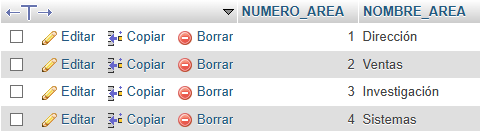 NUMERO_AREA NOMBRE_AREA
Editar Copiar Borrar 1 Dirección
Editar Copiar Borrar 2 Ventas
Editar Copiar Borrar 3 Investigación
Editar Copiar Borrar 4 Sistemas